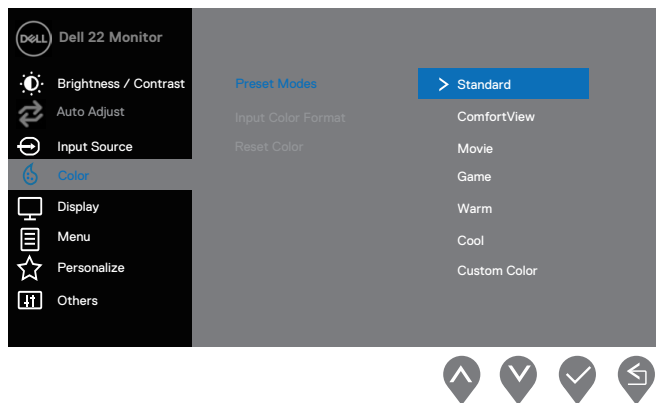 DELL
Dell 22 Monitor
Brightness / Contrast
Auto Adjust
Input Source
Color
Display
Menu
Personalize
Others
Preset Modes
Input Color Format
Reset Color
Standard
ComfortView
Movie
Game
Warm
Cool
Custom Color